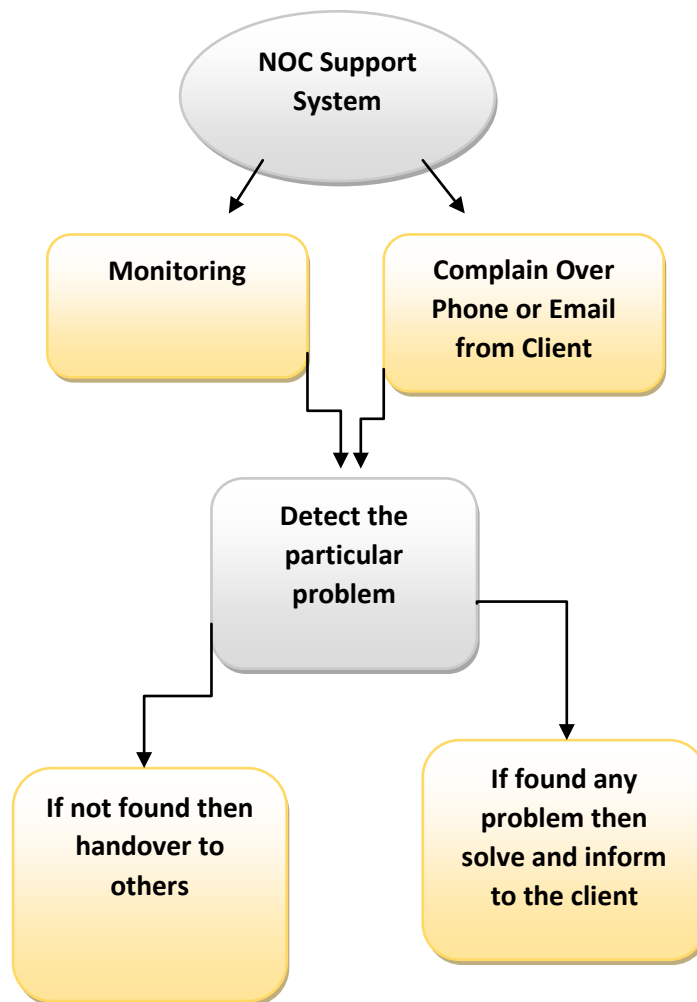 NOC Support
System
Monitoring
Complain Over
Phone or Email
from Client
Detect the
particular
problem
If not found then
handover to
others
If found any
problem then
solve and inform
to the client